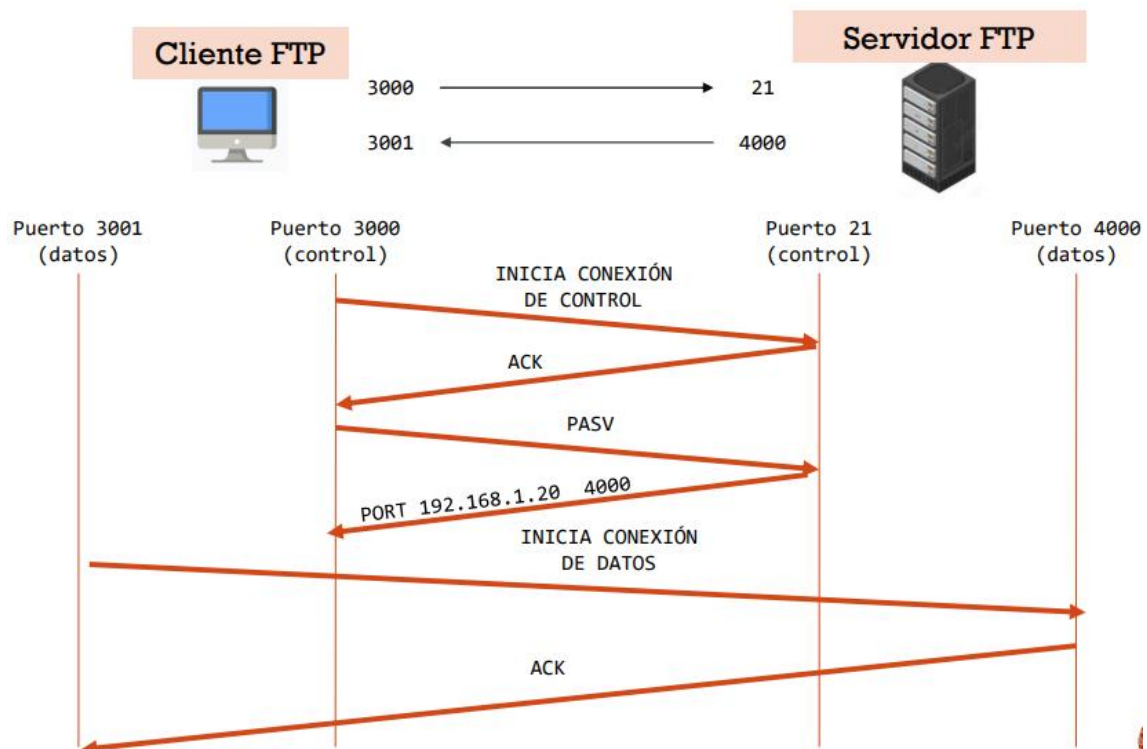 Cliente FTP
Servidor FTP
3000
21
3001
4000
Puerto 3001
(datos)
Puerto 3000
(control)
Puerto 21
(control)
Puerto 4000
(datos)
INICIA CONEXIÓN
DE CONTROL
ACK
PASV
PORT 192.168.1.20 4000
INICIA CONEXIÓN
DE DATOS
ACK